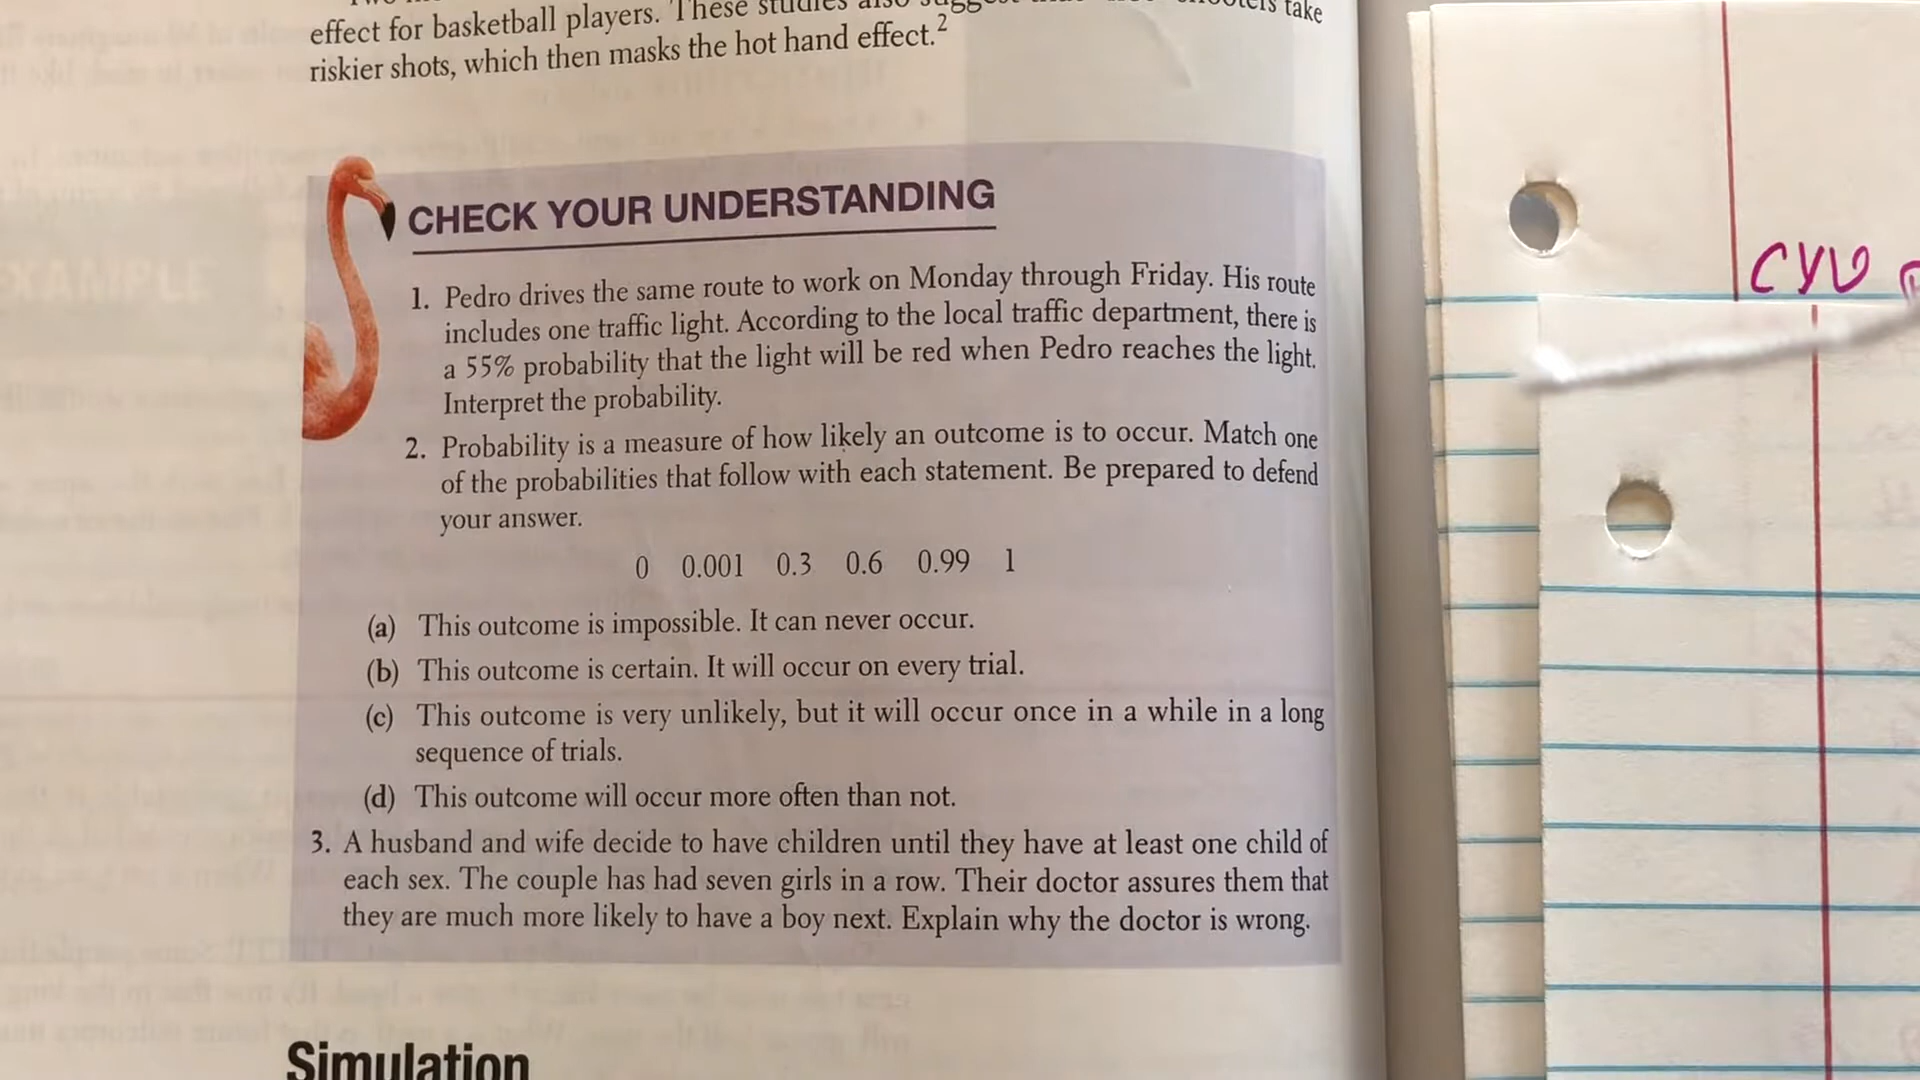 effect for basketball players. These studies also take
riskier shots, which then masks the hot hand effect.2
CHECK YOUR UNDERSTANDING
1. Pedro drives the same route to work on Monday through Friday. His route
includes one traffic light. According to the local traffic department, there is
a 55% probability that the light will be red when Pedro reaches the light.
Interpret the probability.
2. Probability is a measure of how likely an outcome is to occur. Match one
of the probabilities that follow with each statement. Be prepared to defend
your answer.
0 0.001 0.3 0.6 0.99 1
(a) This outcome is impossible. It can never occur.
(b) This outcome is certain. It will occur on every trial.
(c) This outcome is very unlikely, but it will occur once in a while in a long
sequence of trials.
(d) This outcome will occur more often than not.
3. A husband and wife decide to have children until they have at least one child of
each sex. The couple has had seven girls in a row. Their doctor assures them that
they are much more likely to have a boy next. Explain why the doctor is wrong.
Simulation
CYU
EXAMPLE